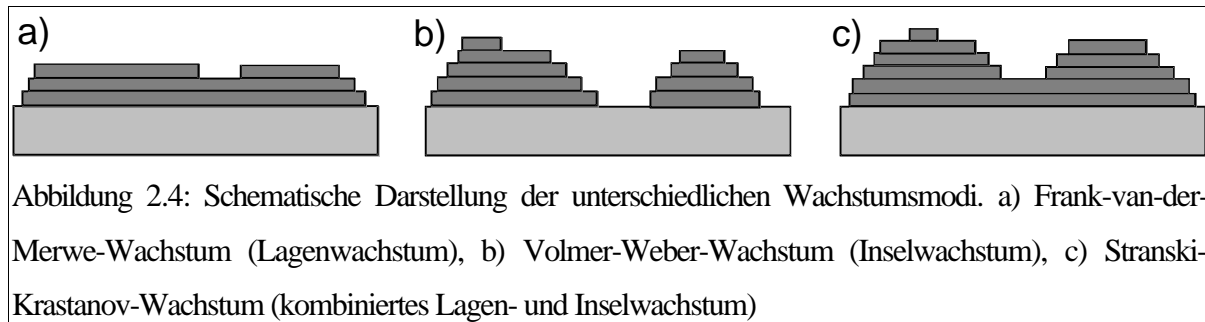 a) b) c)
Abbildung 2.4: Schematische Darstellung der unterschiedlichen Wachstumsmodi. a) Frank-van-der-
Merwe-Wachstum (Lagenwachstum), b) Volmer-Weber-Wachstum (Inselwachstum), c) Stranski-
Krastanov-Wachstum (kombiniertes Lagen- und Inselwachstum)